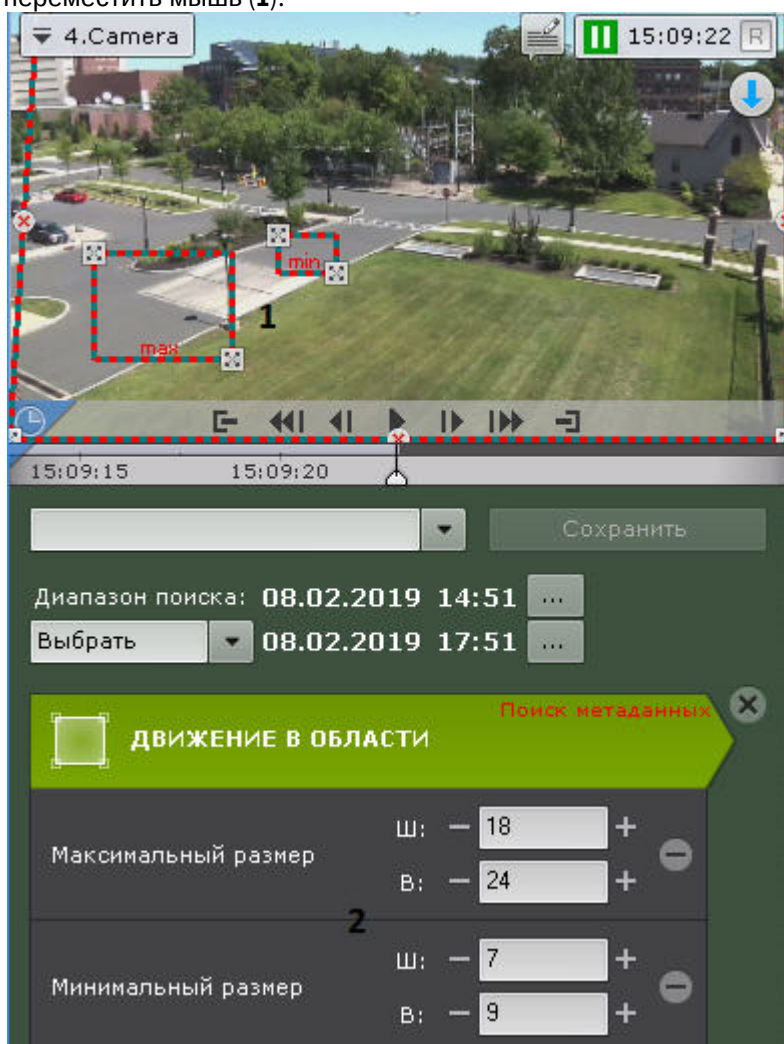 переместить мышь (1).
4.Camera
15:09:22 R
min
1
max
15:09:15 15:09:20
Сохранить
Диапазон поиска: 08.02.2019 14:51 ...
Выбрать 08.02.2019 17:51 ...
Поиск метаданных
ДВИЖЕНИЕ В ОБЛАСТИ
Максимальный размер
Ш: − 18 +
В: − 24 +
2
Минимальный размер
Ш: − 7 +
В: − 9 +